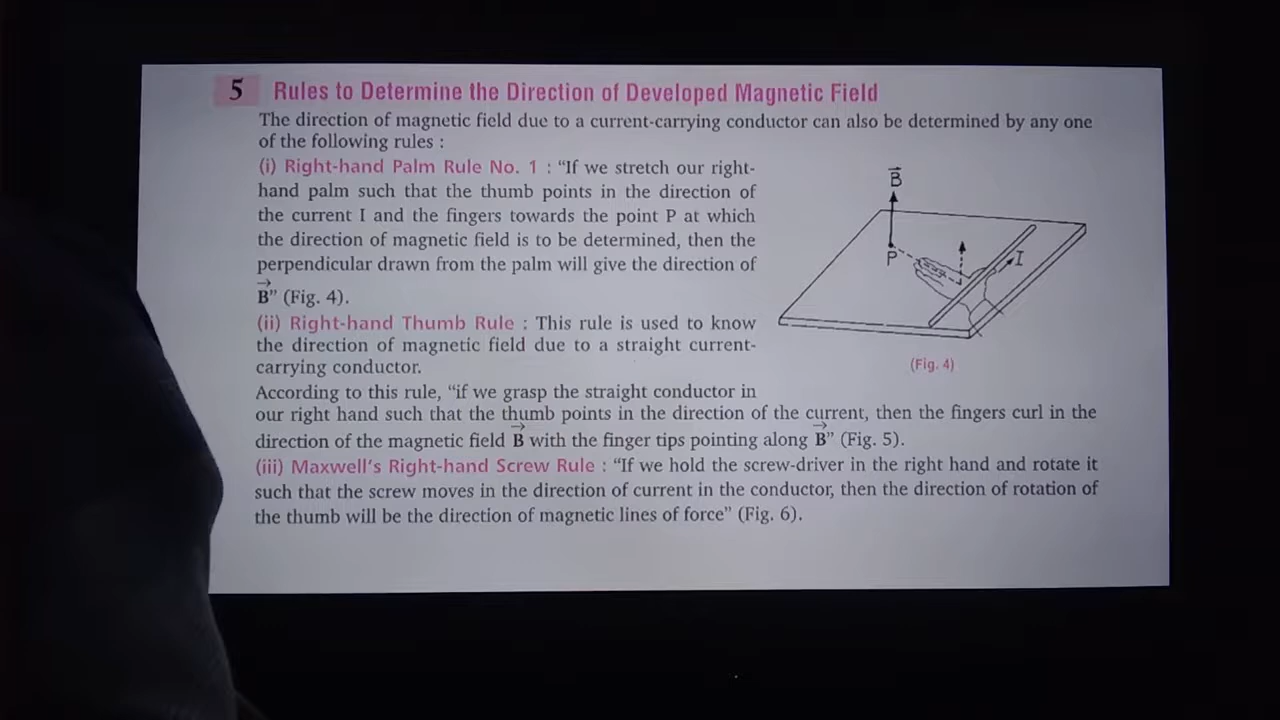 5 Rules to Determine the Direction of Developed Magnetic Field
The direction of magnetic field due to a current-carrying conductor can also be determined by any one
of the following rules :
(i) Right-hand Palm Rule No. 1 : “If we stretch our right-
hand palm such that the thumb points in the direction of
the current I and the fingers towards the point P at which
the direction of magnetic field is to be determined, then the
perpendicular drawn from the palm will give the direction of
B⃗” (Fig. 4).
(ii) Right-hand Thumb Rule : This rule is used to know
the direction of magnetic field due to a straight current-
carrying conductor.
B⃗
P
I
(Fig. 4)
According to this rule, “if we grasp the straight conductor in
our right hand such that the thumb points in the direction of the current, then the fingers curl in the
direction of the magnetic field B⃗ with the finger tips pointing along B⃗” (Fig. 5).
(iii) Maxwell’s Right-hand Screw Rule : “If we hold the screw-driver in the right hand and rotate it
such that the screw moves in the direction of current in the conductor, then the direction of rotation of
the thumb will be the direction of magnetic lines of force” (Fig. 6).